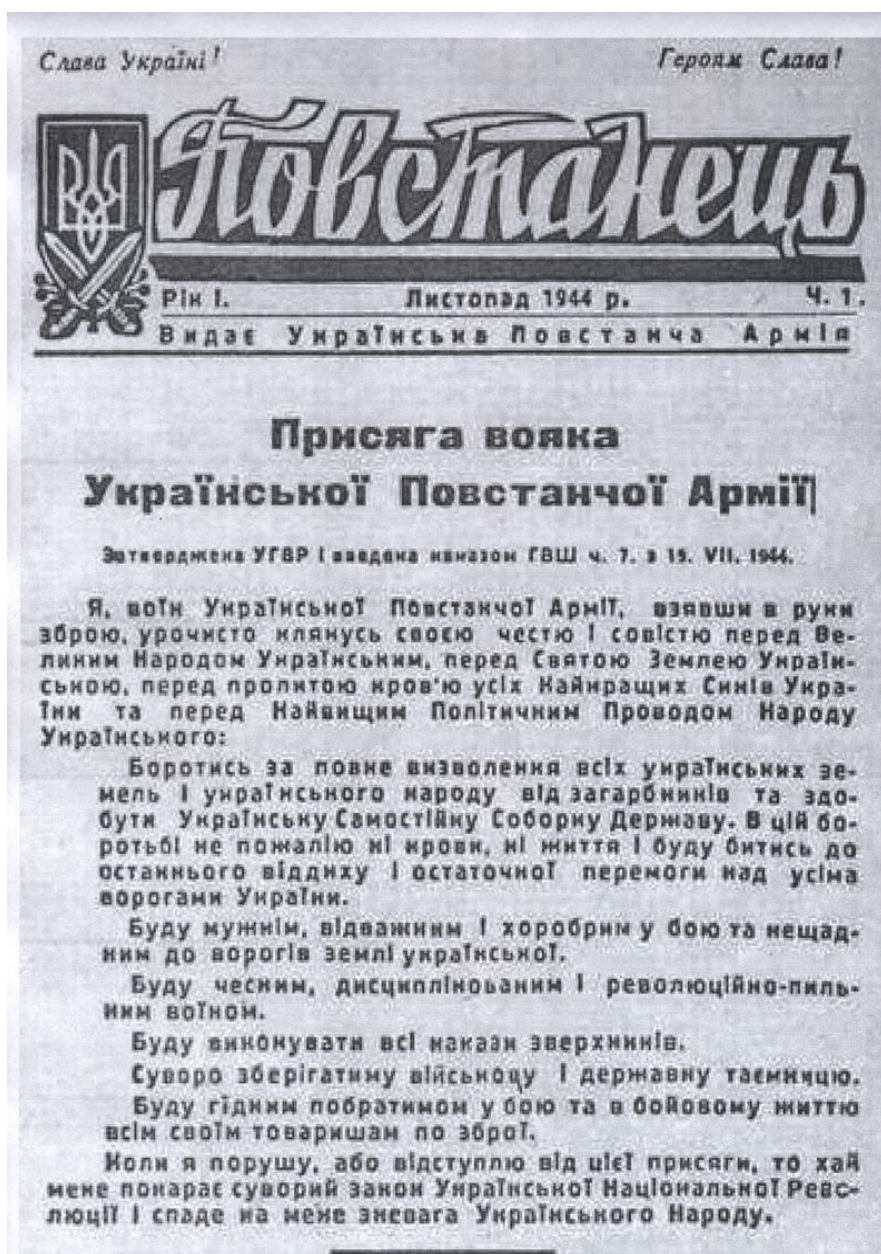 Слава Україні!
Героям Слава!
Повстанець
Рік I. Листопад 1944 р. Ч. 1.
Видає Українська Повстанча Армія
Присяга вояка
Української Повстанчої Армії
Затверджена УГВР і введена наказом ГВШ ч. 7. з 19. VII. 1944.
Я, воїн Української Повстанчої Армії, взявши в руки
зброю, урочисто клянусь своєю честю і совістю перед Ве-
ликим Народом Українським, перед Святою Землею Україн-
ською, перед пролитою кров'ю усіх Найкращих Синів Укра-
їни та перед Найвищим Політичним Проводом Народу
Українського:
Боротись за повне визволення всіх українських зе-
мель і українського народу від загарбників та здо-
бути Українську Самостійну Соборну Державу. В цій бо-
ротьбі не пожалію ні крови, ні життя і буду битись до
останнього віддиху і остаточної перемоги над усіма
ворогами України.
Буду мужнім, відважним і хоробрим у бою та нещад-
ним до ворогів землі української.
Буду чесним, дисциплінованим і революційно-пиль-
ним воїном.
Буду виконувати всі накази зверхників.
Суворо зберігатиму військову і державну таємницю.
Буду гідним побратимом у бою та в бойовому життю
всім своїм товаришам по зброї.
Коли я порушу, або відступлю від цієї присяги, то хай
мене покарає суворий закон Української Національної Рево-
люції і спаде на мене зневага Українського Народу.